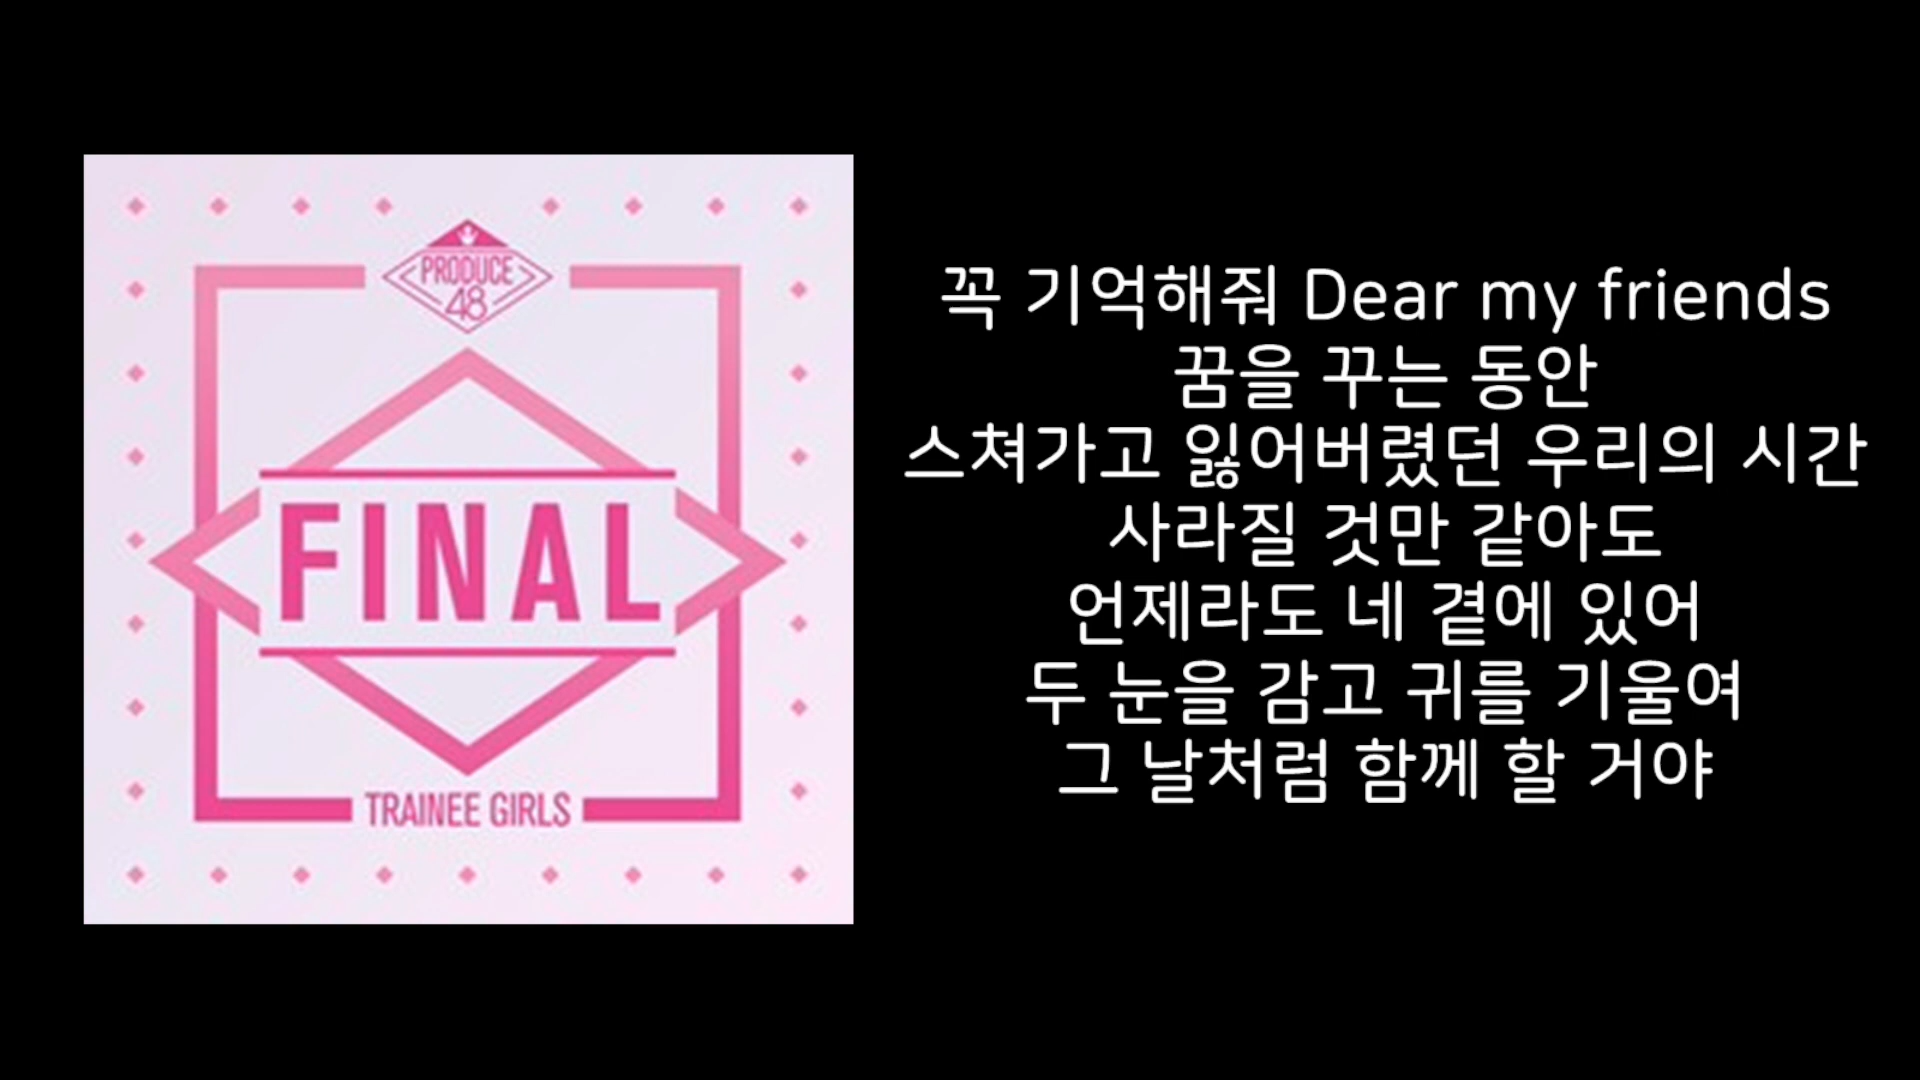 PRODUCE
48
FINAL
TRAINEE GIRLS
꼭 기억해줘 Dear my friends
꿈을 꾸는 동안
스쳐가고 잃어버렸던 우리의 시간
사라질 것만 같아도
언제라도 네 곁에 있어
두 눈을 감고 귀를 기울여
그 날처럼 함께 할 거야